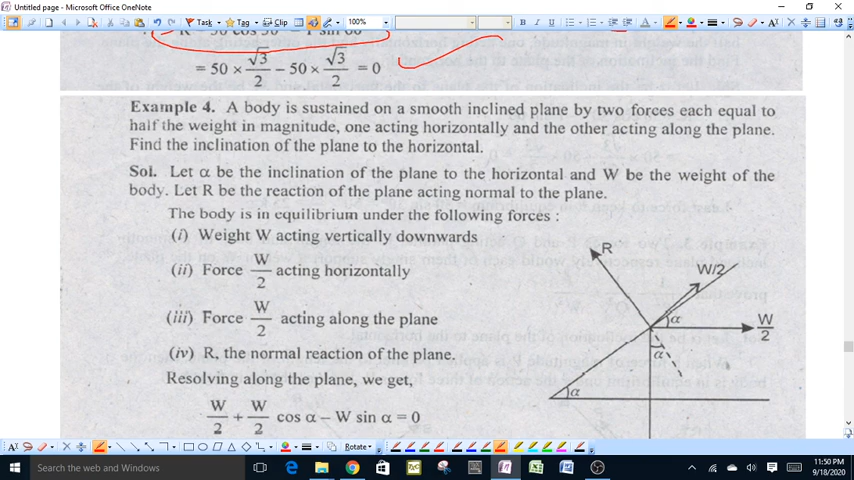 Untitled page - Microsoft Office OneNote
Task
Tag
Clip
100%
B I U
= 50 × √3/2 − 50 × √3/2 = 0
Example 4. A body is sustained on a smooth inclined plane by two forces each equal to
half the weight in magnitude, one acting horizontally and the other acting along the plane.
Find the inclination of the plane to the horizontal.
Sol. Let α be the inclination of the plane to the horizontal and W be the weight of the
body. Let R be the reaction of the plane acting normal to the plane.
The body is in equilibrium under the following forces :
(i) Weight W acting vertically downwards
(ii) Force W/2 acting horizontally
(iii) Force W/2 acting along the plane
(iv) R, the normal reaction of the plane.
Resolving along the plane, we get,
W/2 + W/2 cos α − W sin α = 0
R
W/2
α
W/2
α
α
Rotate
Search the web and Windows
11:50 PM
9/18/2020